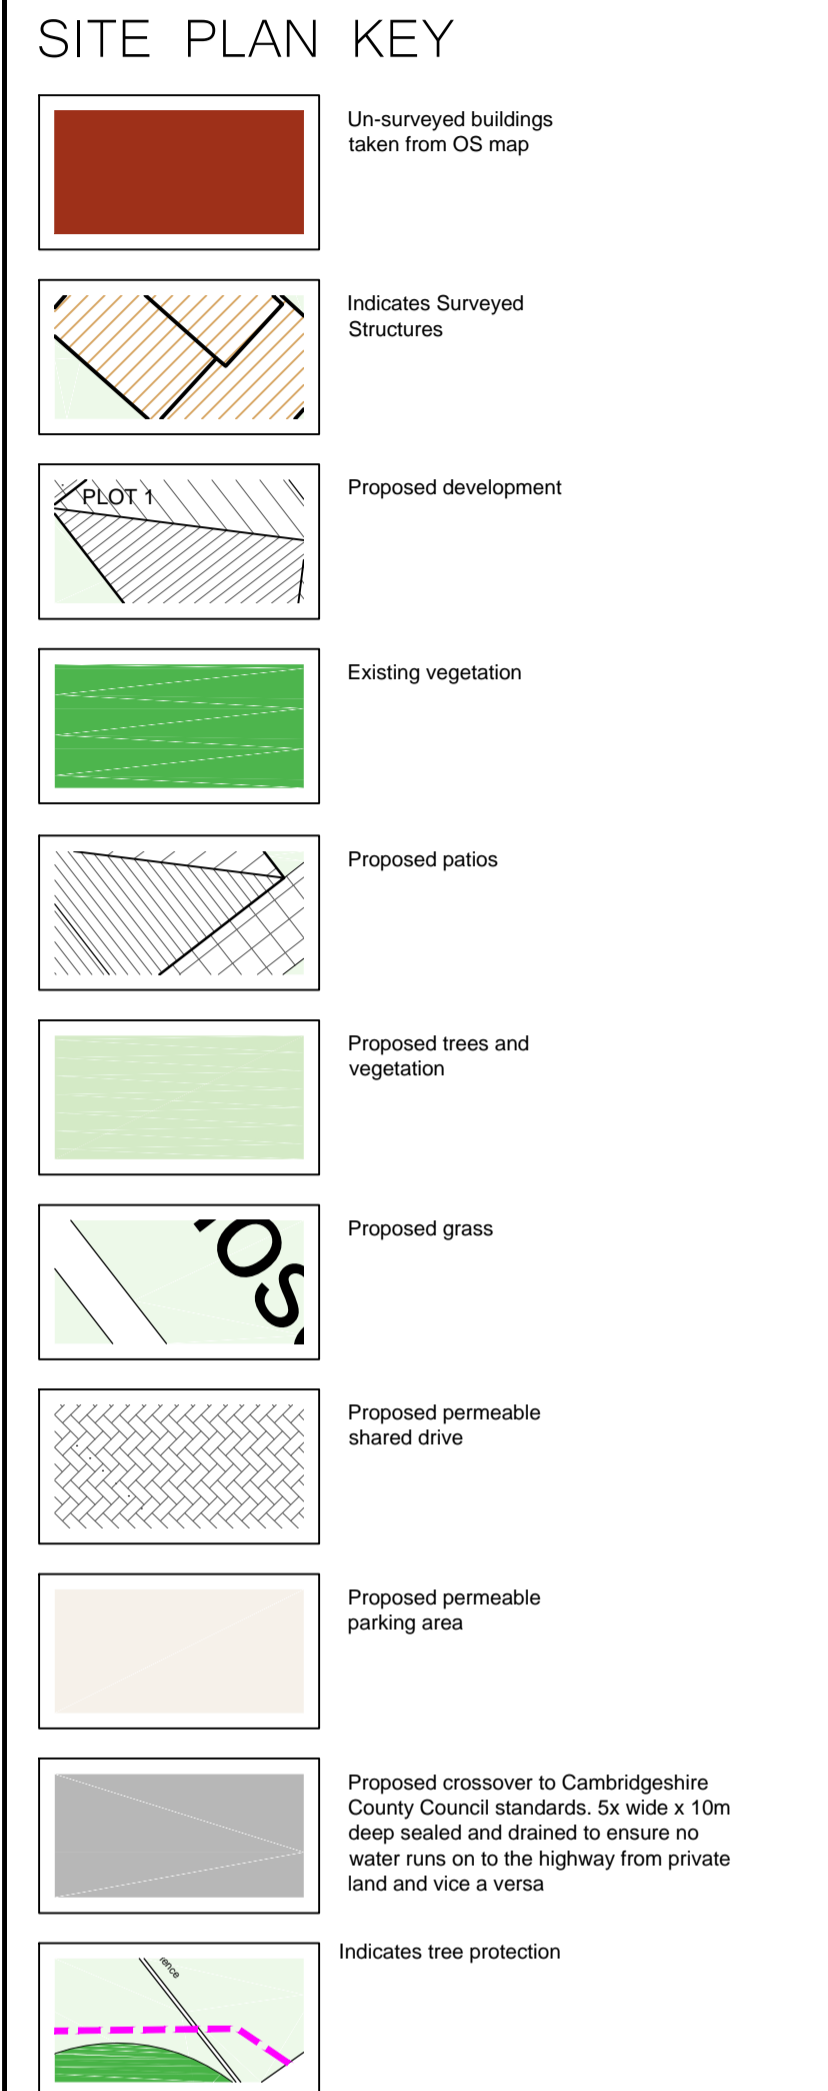 SITE PLAN KEY
Un-surveyed buildings
taken from OS map
Indicates Surveyed
Structures
PLOT 1
Proposed development
Existing vegetation
Proposed patios
Proposed trees and
vegetation
OS
Proposed grass
Proposed permeable
shared drive
Proposed permeable
parking area
Proposed crossover to Cambridgeshire
County Council standards. 5x wide x 10m
deep sealed and drained to ensure no
water runs on to the highway from private
land and vice a versa
Indicates tree protection